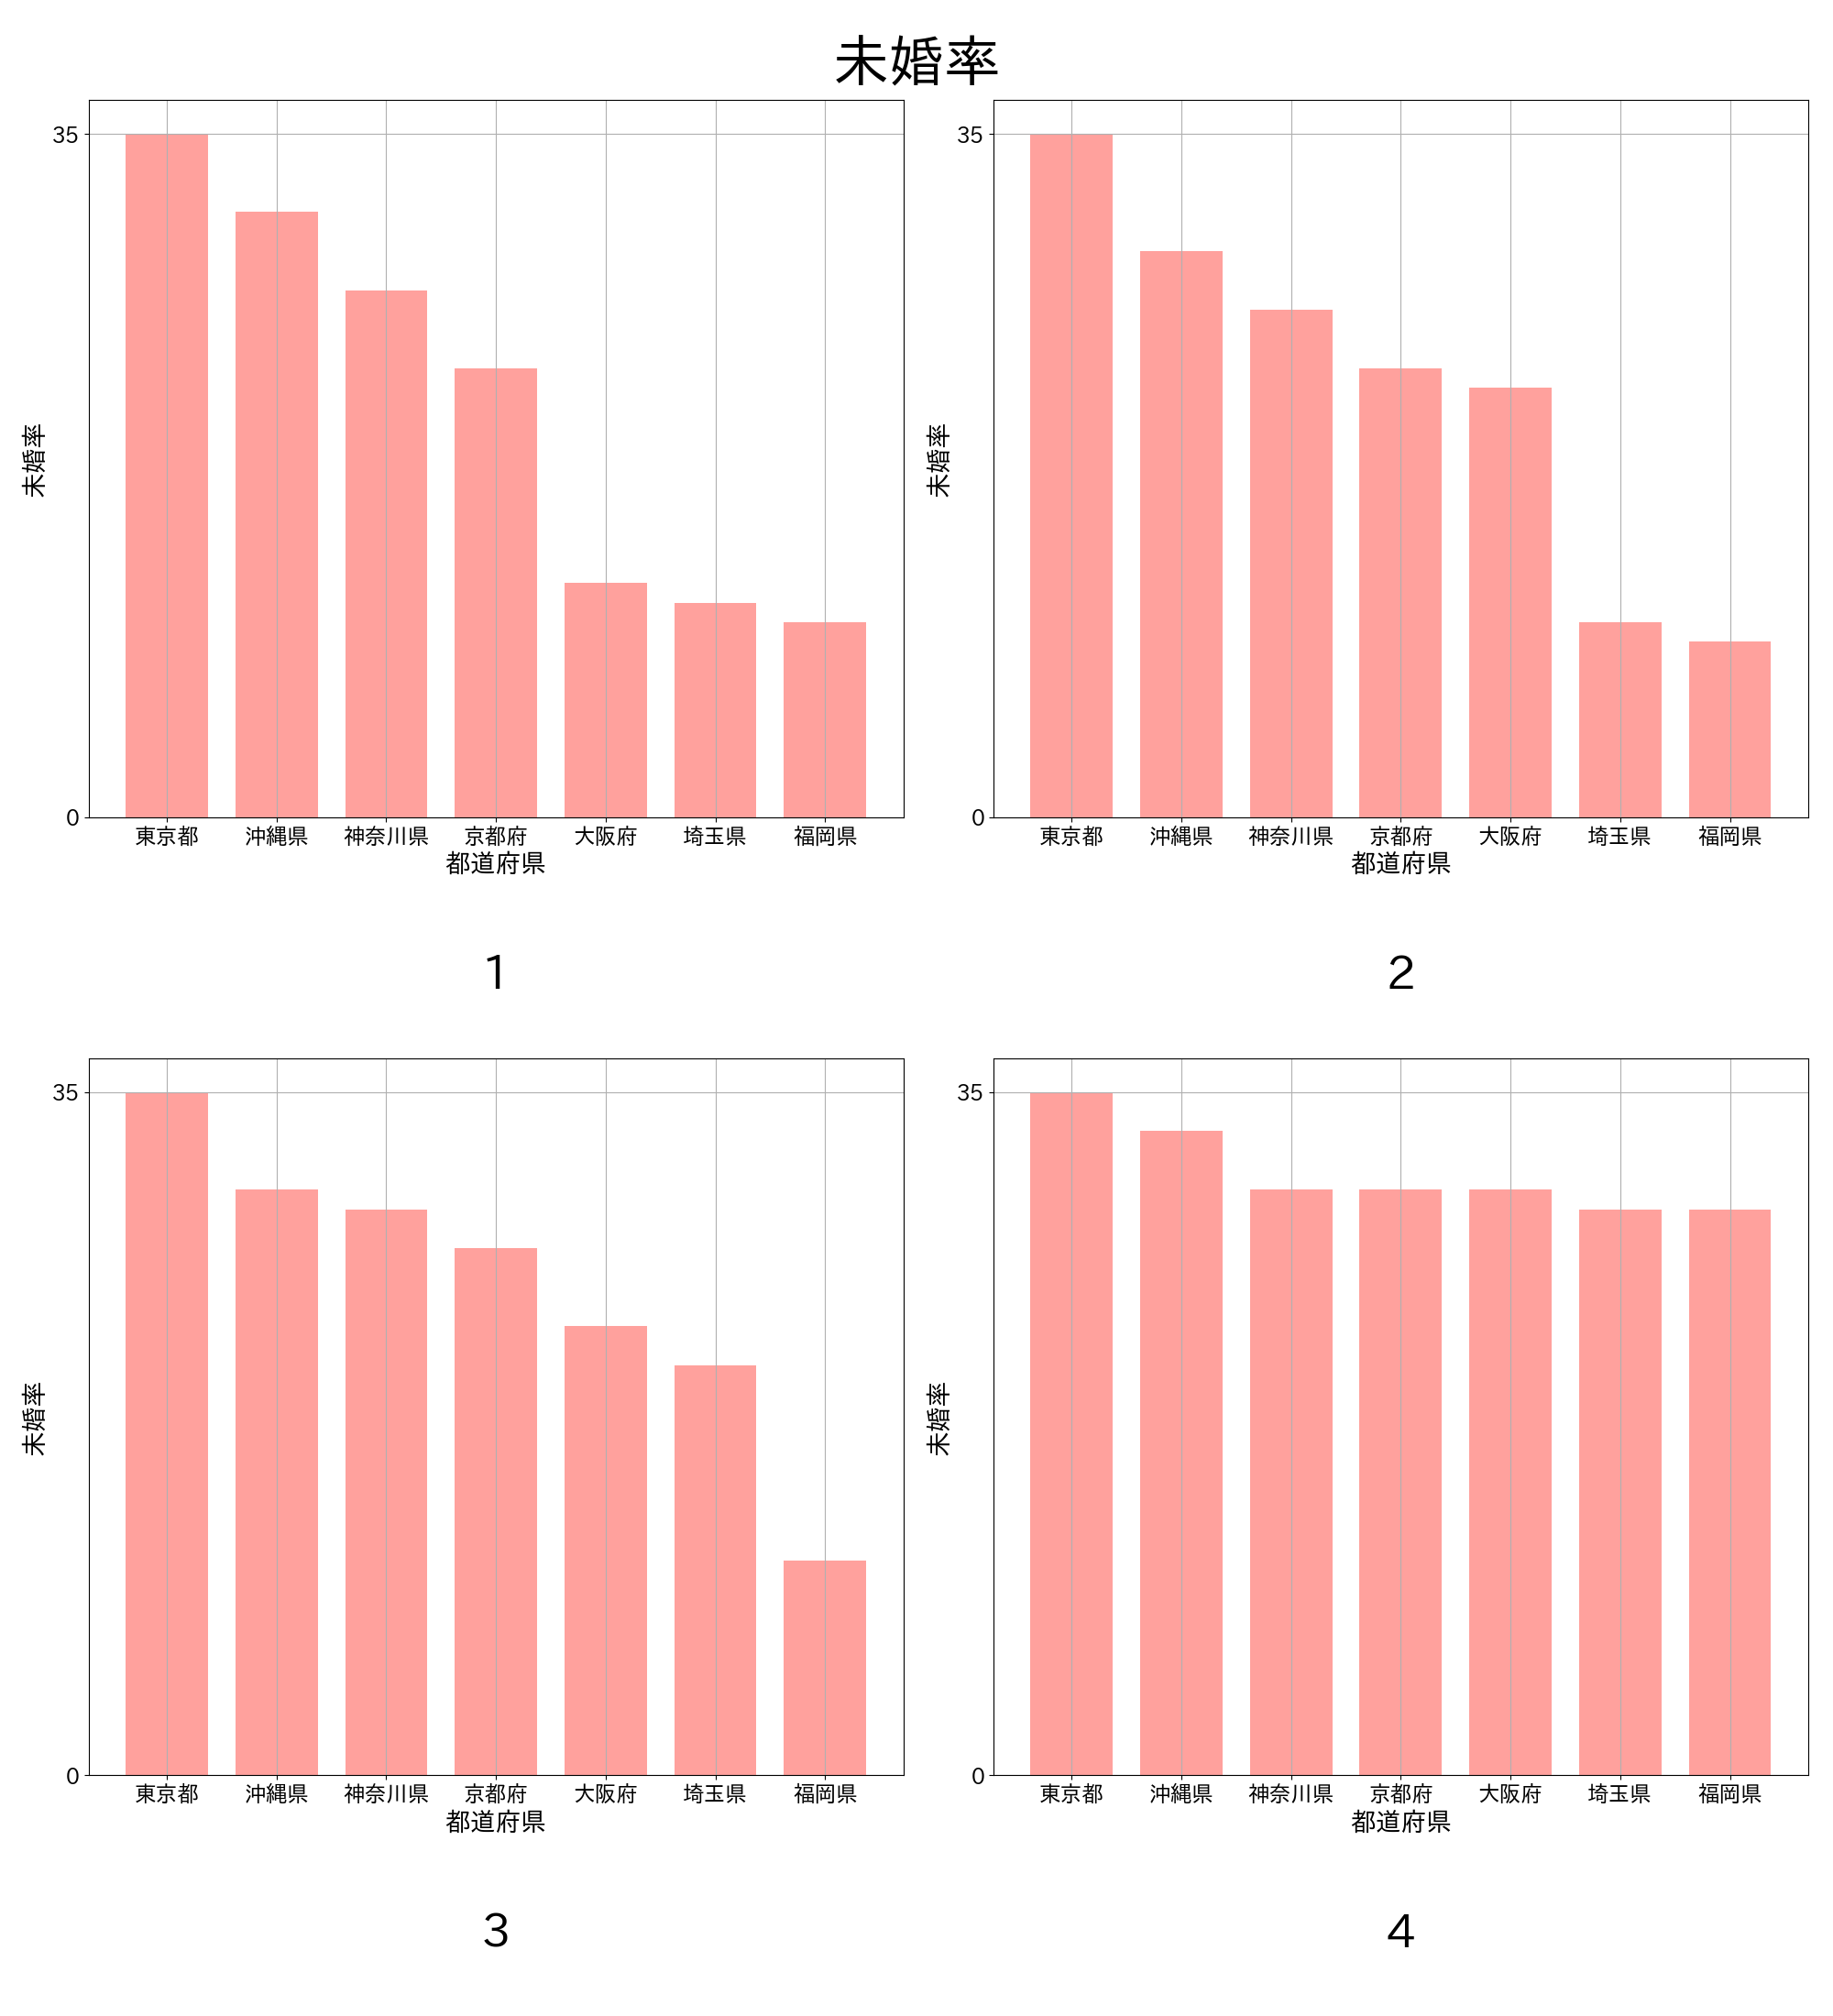 未婚率
35
0
未婚率
東京都 沖縄県 神奈川県 京都府 大阪府 埼玉県 福岡県
都道府県
1
35
0
未婚率
東京都 沖縄県 神奈川県 京都府 大阪府 埼玉県 福岡県
都道府県
2
35
0
未婚率
東京都 沖縄県 神奈川県 京都府 大阪府 埼玉県 福岡県
都道府県
3
35
0
未婚率
東京都 沖縄県 神奈川県 京都府 大阪府 埼玉県 福岡県
都道府県
4